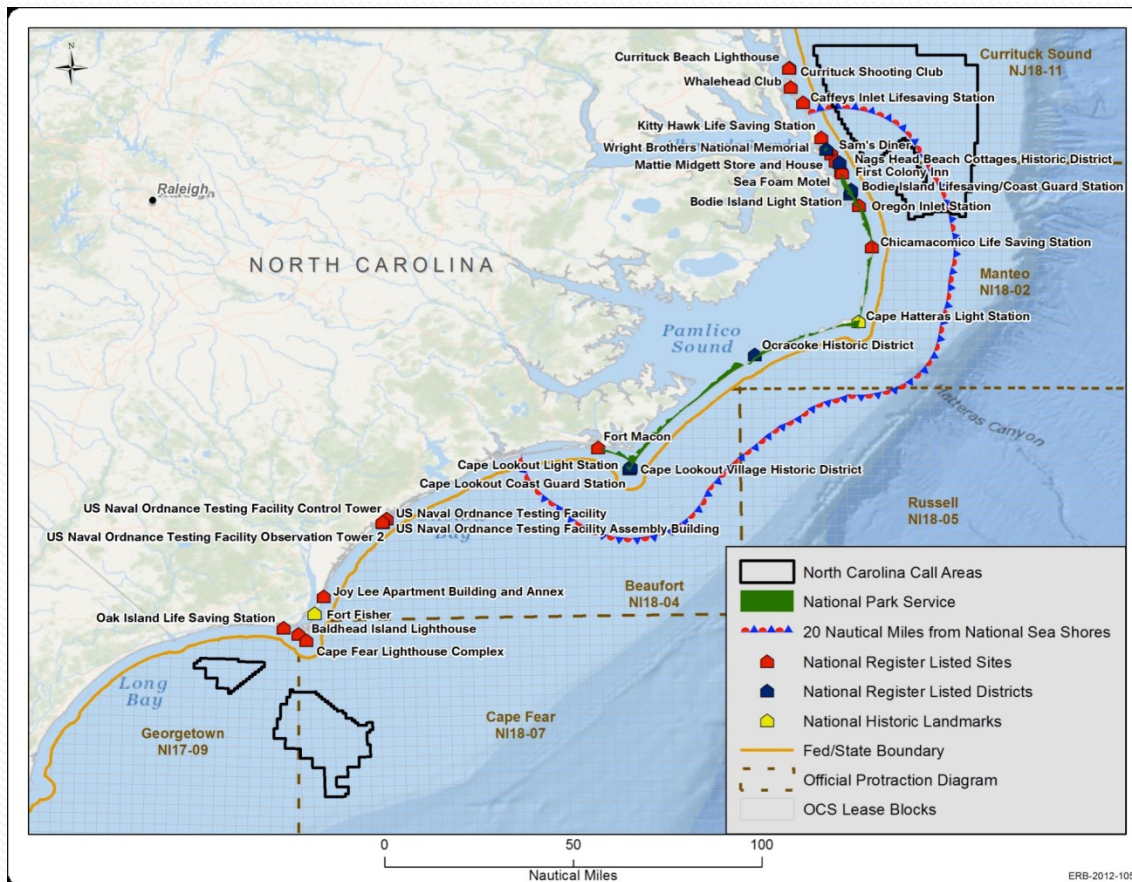 N
Currituck Beach Lighthouse
Currituck Shooting Club
Whalehead Club
Caffeys Inlet Lifesaving Station
Currituck Sound
NJ18-11
Kitty Hawk Life Saving Station
Wright Brothers National Memorial
Sam's Diner
Mattie Midgett Store and House
Nags Head Beach Cottages Historic District
First Colony Inn
Sea Foam Motel
Bodie Island Lifesaving/Coast Guard Station
Bodie Island Light Station
Oregon Inlet Station
Raleigh
Chicamacomico Life Saving Station
NORTH CAROLINA
Manteo
NI18-02
Cape Hatteras Light Station
Pamlico
Sound
Ocracoke Historic District
Hatteras
Canyon
Fort Macon
Cape Lookout Light Station
Cape Lookout Village Historic District
Cape Lookout Coast Guard Station
Russell
NI18-05
US Naval Ordnance Testing Facility Control Tower
US Naval Ordnance Testing Facility
US Naval Ordnance Testing Facility Assembly Building
Bay
US Naval Ordnance Testing Facility Observation Tower 2
Beaufort
NI18-04
Joy Lee Apartment Building and Annex
Fort Fisher
Oak Island Life Saving Station
Baldhead Island Lighthouse
Cape Fear Lighthouse Complex
Long
Bay
Georgetown
NI17-09
Cape Fear
NI18-07
North Carolina Call Areas
National Park Service
20 Nautical Miles from National Sea Shores
National Register Listed Sites
National Register Listed Districts
National Historic Landmarks
Fed/State Boundary
Official Protraction Diagram
OCS Lease Blocks
0 50 100
Nautical Miles
ERB-2012-105